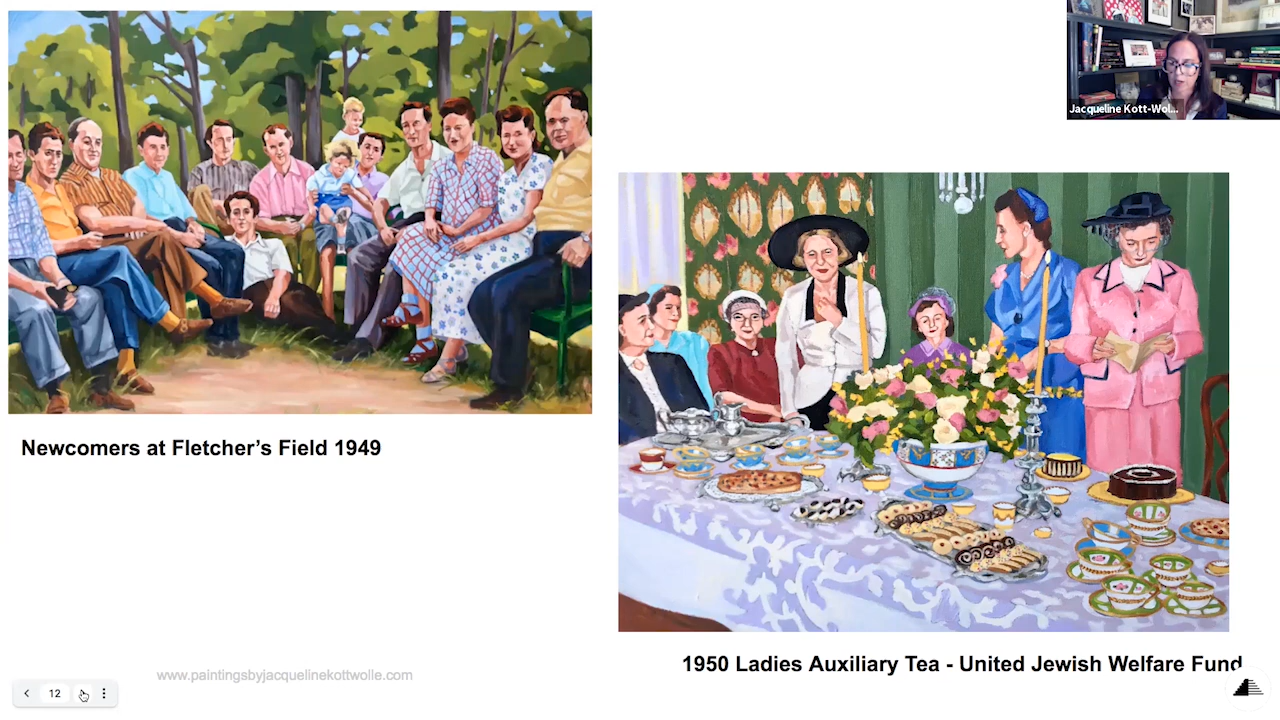 Jacqueline Kott-Wol...
Newcomers at Fletcher's Field 1949
1950 Ladies Auxiliary Tea - United Jewish Welfare Fund
www.paintingsbyjacquelinekottwolle.com
12